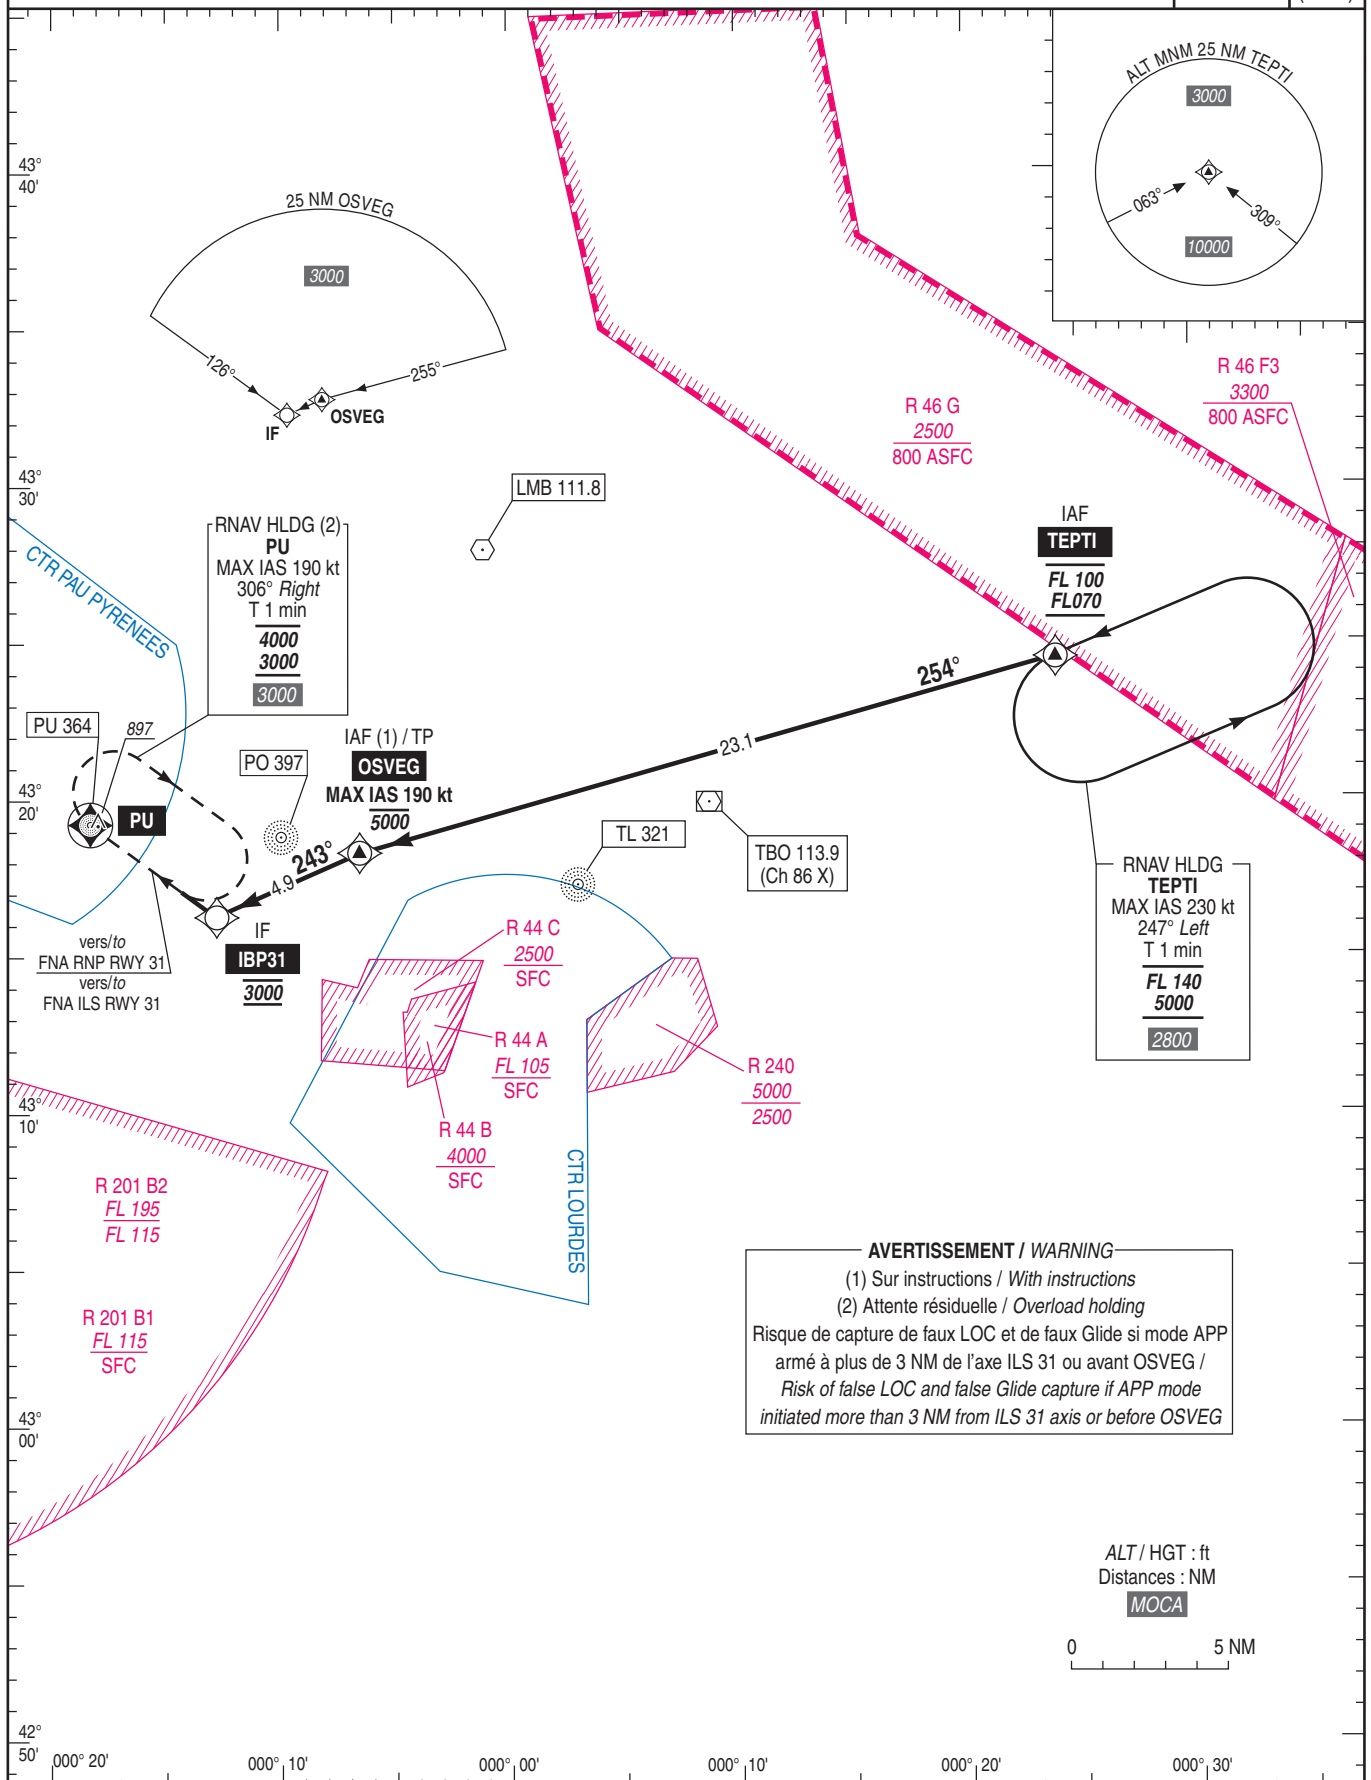 ALT MNM 25 NM TEPTI
3000
063°
309°
10000
25 NM OSVEG
3000
126°
255°
IF
OSVEG
43°
40'
R 46 F3
3300
800 ASFC
R 46 G
2500
800 ASFC
43°
30'
LMB 111.8
IAF
TEPTI
FL 100
FL070
CTR PAU PYRENEES
RNAV HLDG (2)
PU
MAX IAS 190 kt
306° Right
T 1 min
4000
3000
3000
254°
23.1
PU 364
897
PO 397
IAF (1) / TP
OSVEG
MAX IAS 190 kt
5000
43°
20'
PU
243°
4.9
TL 321
TBO 113.9
(Ch 86 X)
RNAV HLDG
TEPTI
MAX IAS 230 kt
247° Left
T 1 min
FL 140
5000
2800
IF
IBP31
3000
vers/to
FNA RNP RWY 31
vers/to
FNA ILS RWY 31
R 44 C
2500
SFC
R 44 A
FL 105
SFC
R 44 B
4000
SFC
R 240
5000
2500
43°
10'
CTR LOURDES
R 201 B2
FL 195
FL 115
R 201 B1
FL 115
SFC
AVERTISSEMENT / WARNING
(1) Sur instructions / With instructions
(2) Attente résiduelle / Overload holding
Risque de capture de faux LOC et de faux Glide si mode APP
armé à plus de 3 NM de l'axe ILS 31 ou avant OSVEG /
Risk of false LOC and false Glide capture if APP mode
initiated more than 3 NM from ILS 31 axis or before OSVEG
43°
00'
ALT / HGT : ft
Distances : NM
MOCA
0 5 NM
42°
50'
000° 20' 000° 10' 000° 00' 000° 10' 000° 20' 000° 30'